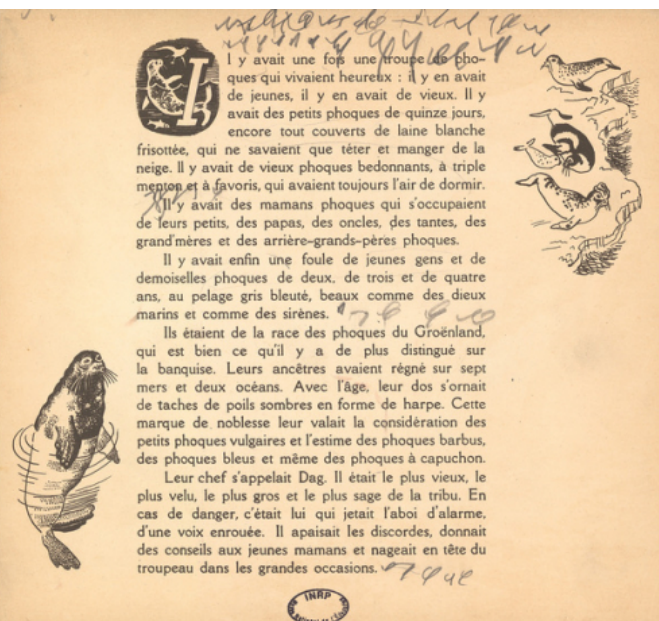 Il y avait une fois une troupe de pho-
ques qui vivaient heureux : il y en avait
de jeunes, il y en avait de vieux. Il y
avait des petits phoques de quinze jours,
encore tout couverts de laine blanche
frisottée, qui ne savaient que téter et manger de la
neige. Il y avait de vieux phoques bedonnants, à triple
menton et à favoris, qui avaient toujours l'air de dormir.
Il y avait des mamans phoques qui s'occupaient
de leurs petits, des papas, des oncles, des tantes, des
grand'mères et des arrière-grands-pères phoques.
Il y avait enfin une foule de jeunes gens et de
demoiselles phoques de deux, de trois et de quatre
ans, au pelage gris bleuté, beaux comme des dieux
marins et comme des sirènes.
Ils étaient de la race des phoques du Groënland,
qui est bien ce qu'il y a de plus distingué sur
la banquise. Leurs ancêtres avaient régné sur sept
mers et deux océans. Avec l'âge, leur dos s'ornait
de taches de poils sombres en forme de harpe. Cette
marque de noblesse leur valait la considération des
petits phoques vulgaires et l'estime des phoques barbus,
des phoques bleus et même des phoques à capuchon.
Leur chef s'appelait Dag. Il était le plus vieux, le
plus velu, le plus gros et le plus sage de la tribu. En
cas de danger, c'était lui qui jetait l'aboi d'alarme,
d'une voix enrouée. Il apaisait les discordes, donnait
des conseils aux jeunes mamans et nageait en tête du
troupeau dans les grandes occasions.
INRP